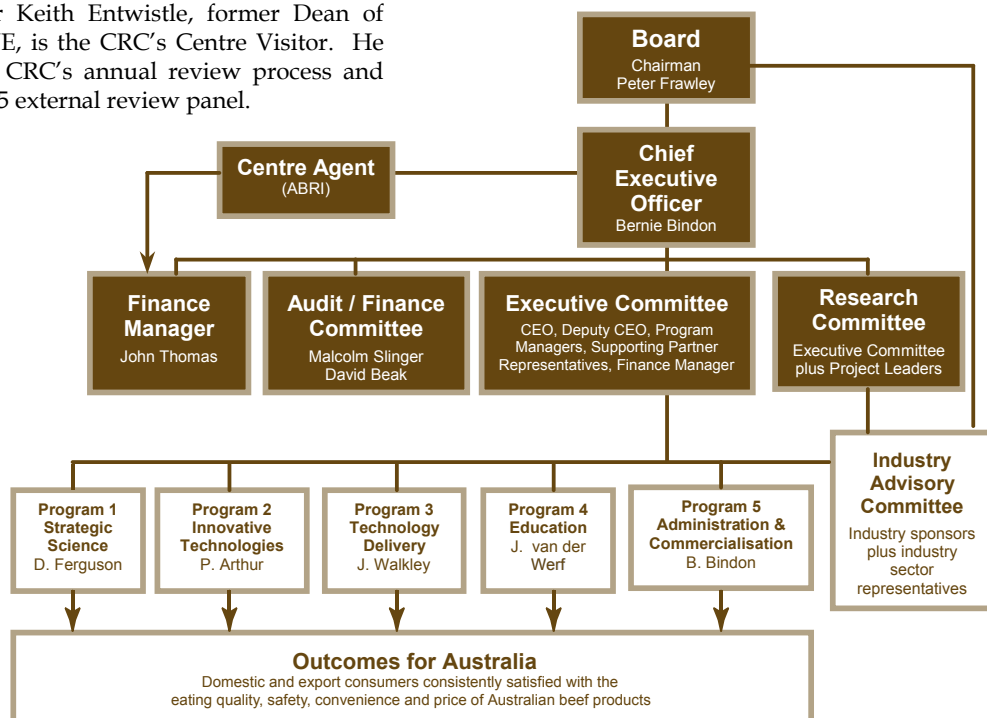 r Keith Entwistle, former Dean of
E, is the CRC’s Centre Visitor. He
CRC’s annual review process and
5 external review panel.
Board
Chairman
Peter Frawley
Centre Agent
(ABRI)
Chief
Executive
Officer
Bernie Bindon
Finance
Manager
John Thomas
Audit / Finance
Committee
Malcolm Slinger
David Beak
Executive Committee
CEO, Deputy CEO, Program
Managers, Supporting Partner
Representatives, Finance Manager
Research
Committee
Executive Committee
plus Project Leaders
Industry
Advisory
Committee
Industry sponsors
plus industry
sector
representatives
Program 1
Strategic
Science
D. Ferguson
Program 2
Innovative
Technologies
P. Arthur
Program 3
Technology
Delivery
J. Walkley
Program 4
Education
J. van der
Werf
Program 5
Administration &
Commercialisation
B. Bindon
Outcomes for Australia
Domestic and export consumers consistently satisfied with the
eating quality, safety, convenience and price of Australian beef products